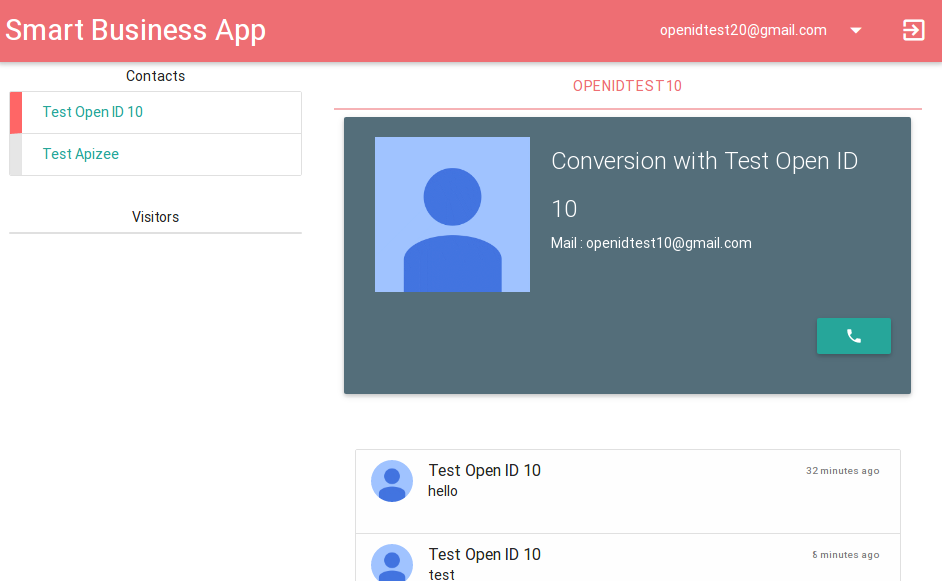 Smart Business App
openidtest20@gmail.com
Contacts
Test Open ID 10
Test Apizee
Visitors
OPENIDTEST10
Conversion with Test Open ID
10
Mail : openidtest10@gmail.com
Test Open ID 10
32 minutes ago
hello
Test Open ID 10
minutes ago
test